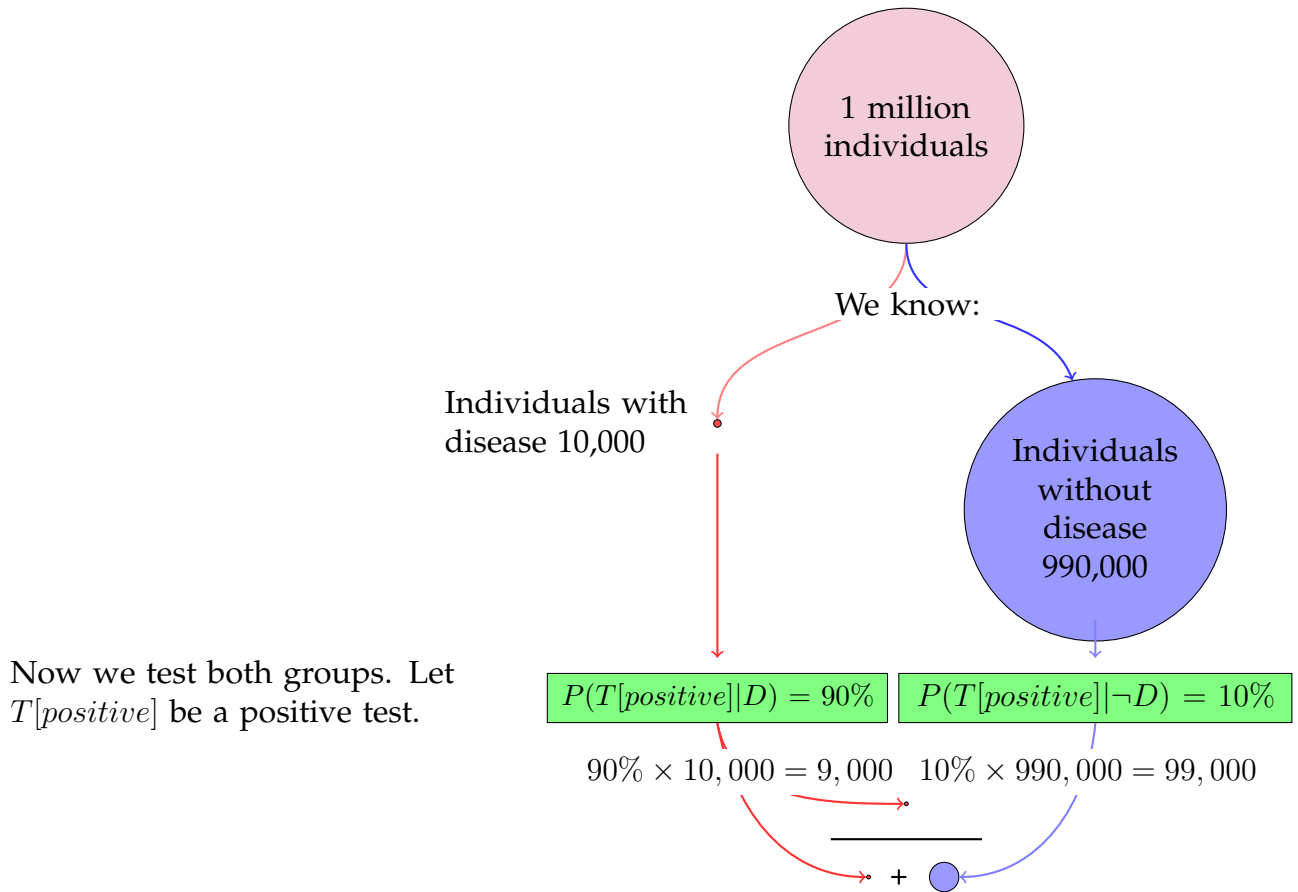 1 million
individuals
We know:
Individuals with
disease 10,000
Individuals
without
disease
990,000
Now we test both groups. Let
T[positive] be a positive test.
P(T[positive]|D) = 90%
P(T[positive]|¬D) = 10%
90% × 10,000 = 9,000
10% × 990,000 = 99,000
+